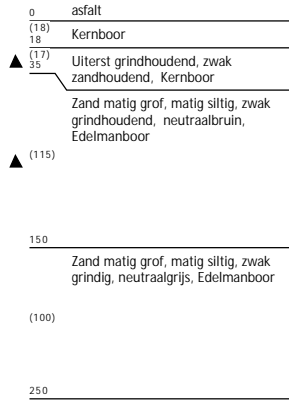 0 asfalt
(18)
18 Kernboor
(17)
35 Uiterst grindhoudend, zwak
zandhoudend, Kernboor
Zand matig grof, matig siltig, zwak
grindhoudend, neutraalbruin,
Edelmanboor
(115)
150
Zand matig grof, matig siltig, zwak
grindig, neutraalgrijs, Edelmanboor
(100)
250